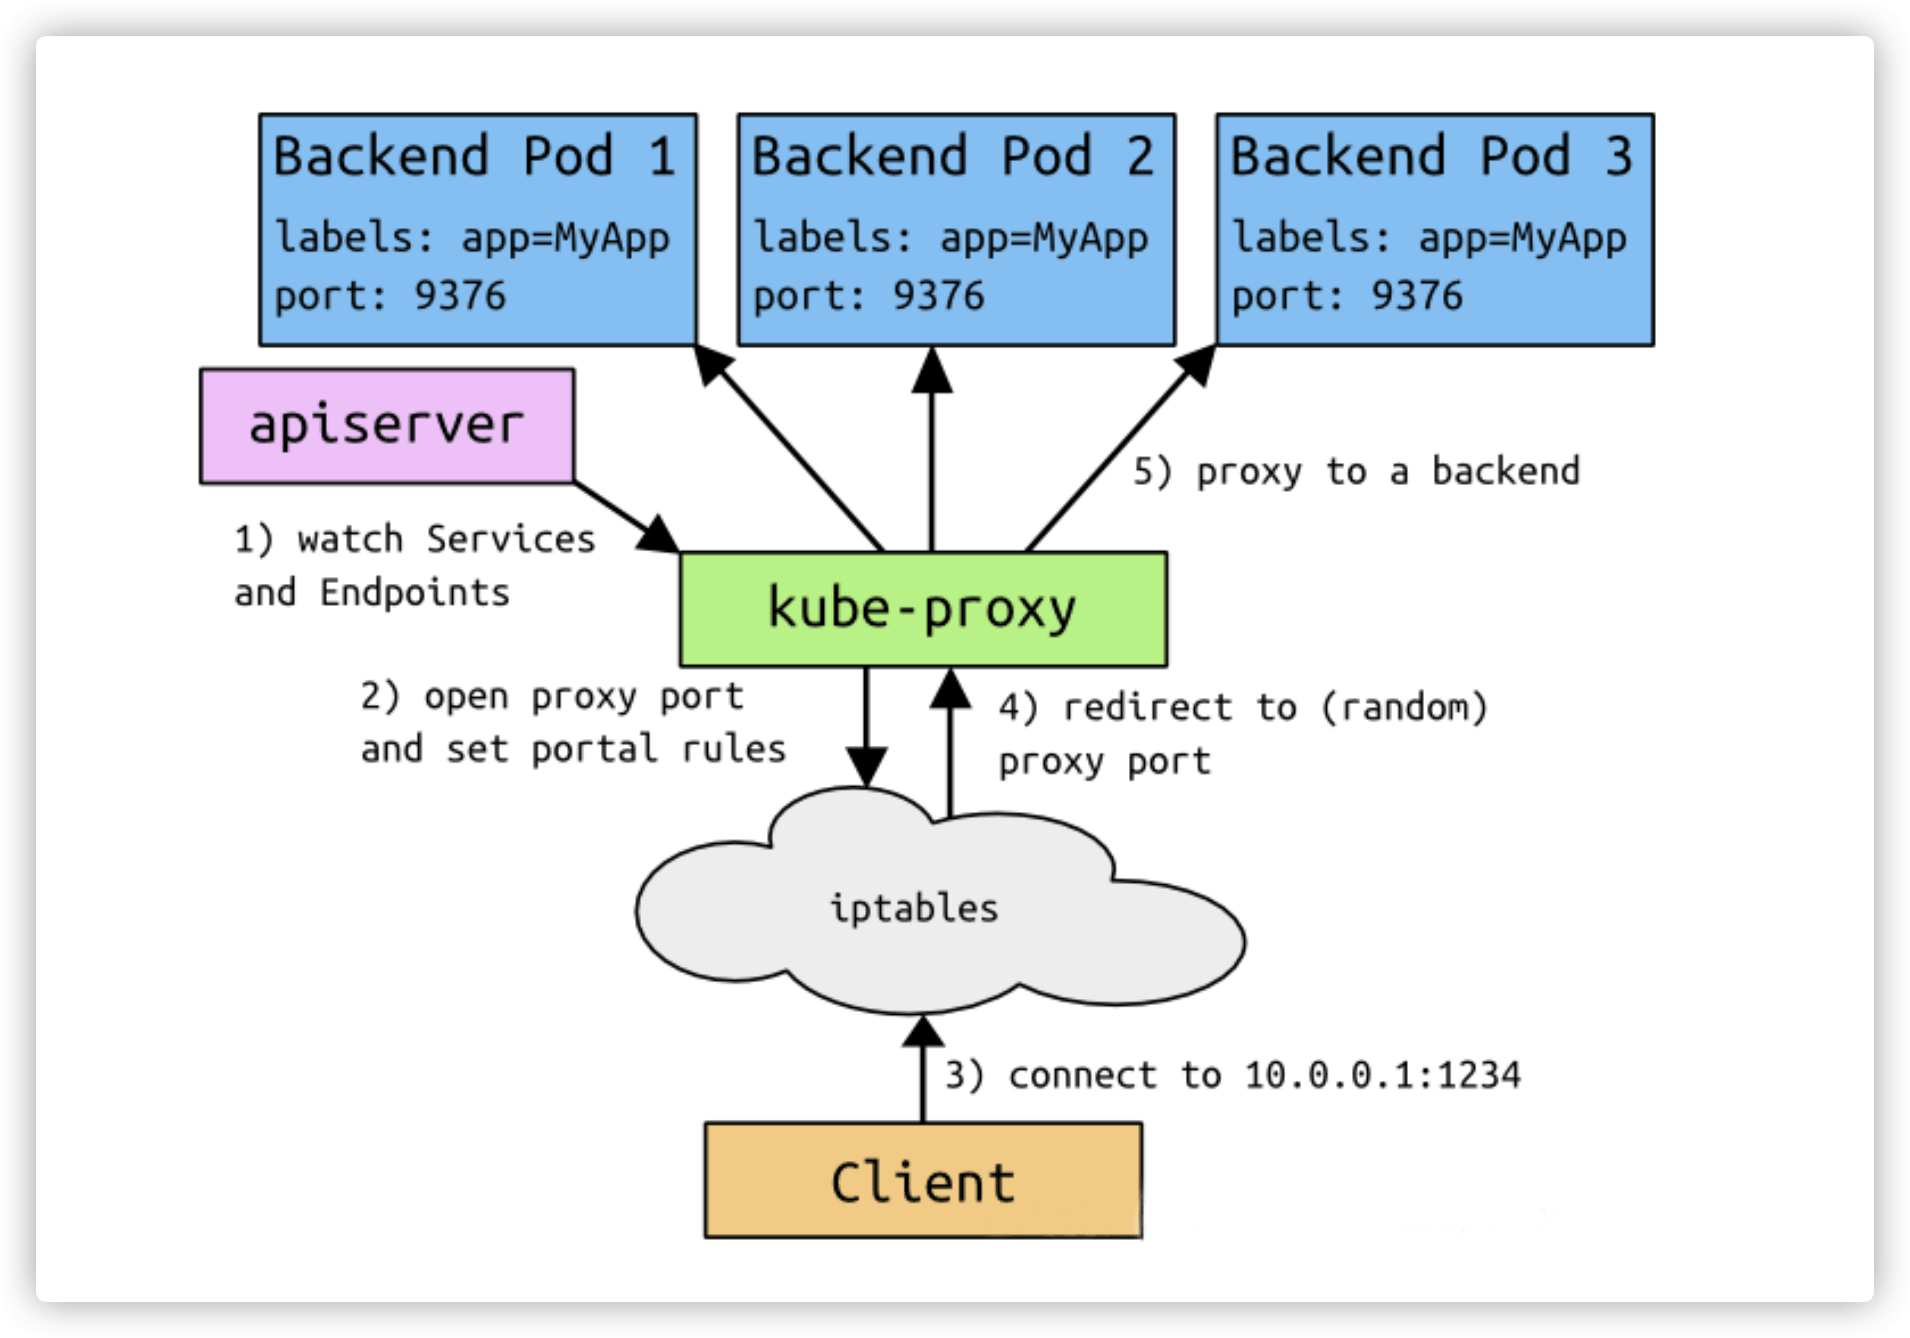 Backend Pod 1
labels: app=MyApp
port: 9376
Backend Pod 2
labels: app=MyApp
port: 9376
Backend Pod 3
labels: app=MyApp
port: 9376
apiserver
1) watch Services
and Endpoints
5) proxy to a backend
kube-proxy
2) open proxy port
and set portal rules
4) redirect to (random)
proxy port
iptables
3) connect to 10.0.0.1:1234
Client